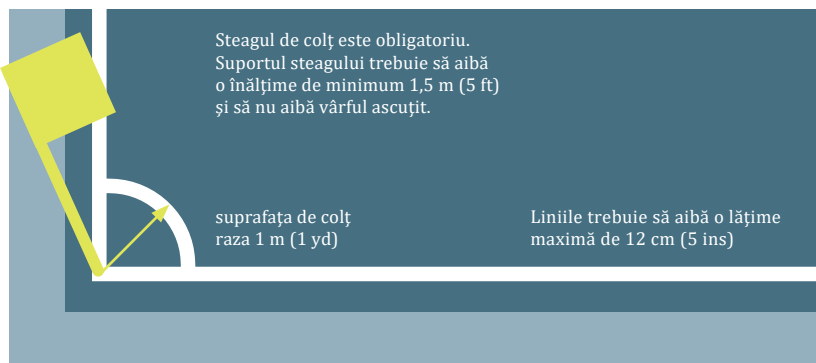 Steagul de colţ este obligatoriu.
Suportul steagului trebuie să aibă
o înălţime de minimum 1,5 m (5 ft)
şi să nu aibă vârful ascuţit.
suprafaţa de colţ
raza 1 m (1 yd)
Liniile trebuie să aibă o lăţime
maximă de 12 cm (5 ins)